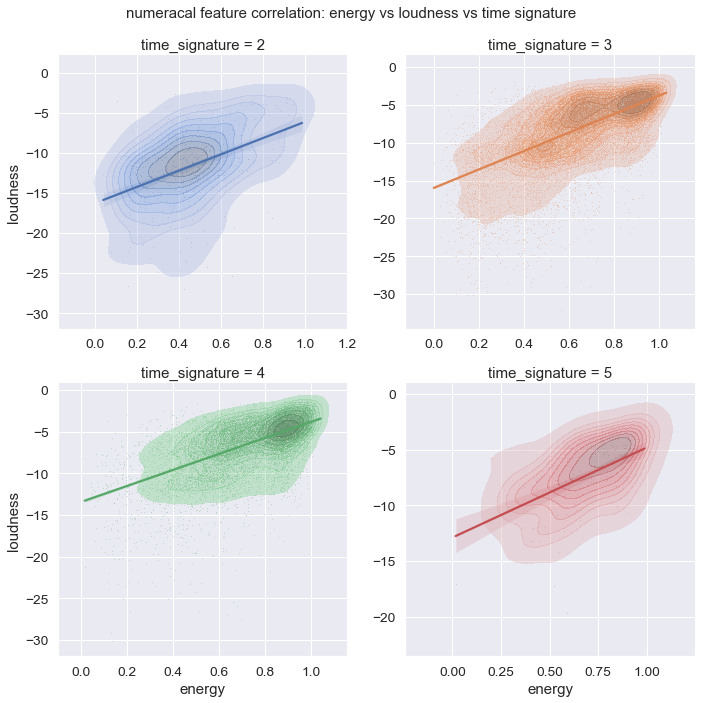 numeracal feature correlation: energy vs loudness vs time signature
time_signature = 2
0
−5
−10
−15
−20
−25
−30
loudness
0.0 0.2 0.4 0.6 0.8 1.0 1.2
time_signature = 3
0
−5
−10
−15
−20
−25
−30
0.0 0.2 0.4 0.6 0.8 1.0
time_signature = 4
0
−5
−10
−15
−20
−25
−30
loudness
0.0 0.2 0.4 0.6 0.8 1.0
energy
time_signature = 5
0
−5
−10
−15
−20
0.00 0.25 0.50 0.75 1.00
energy